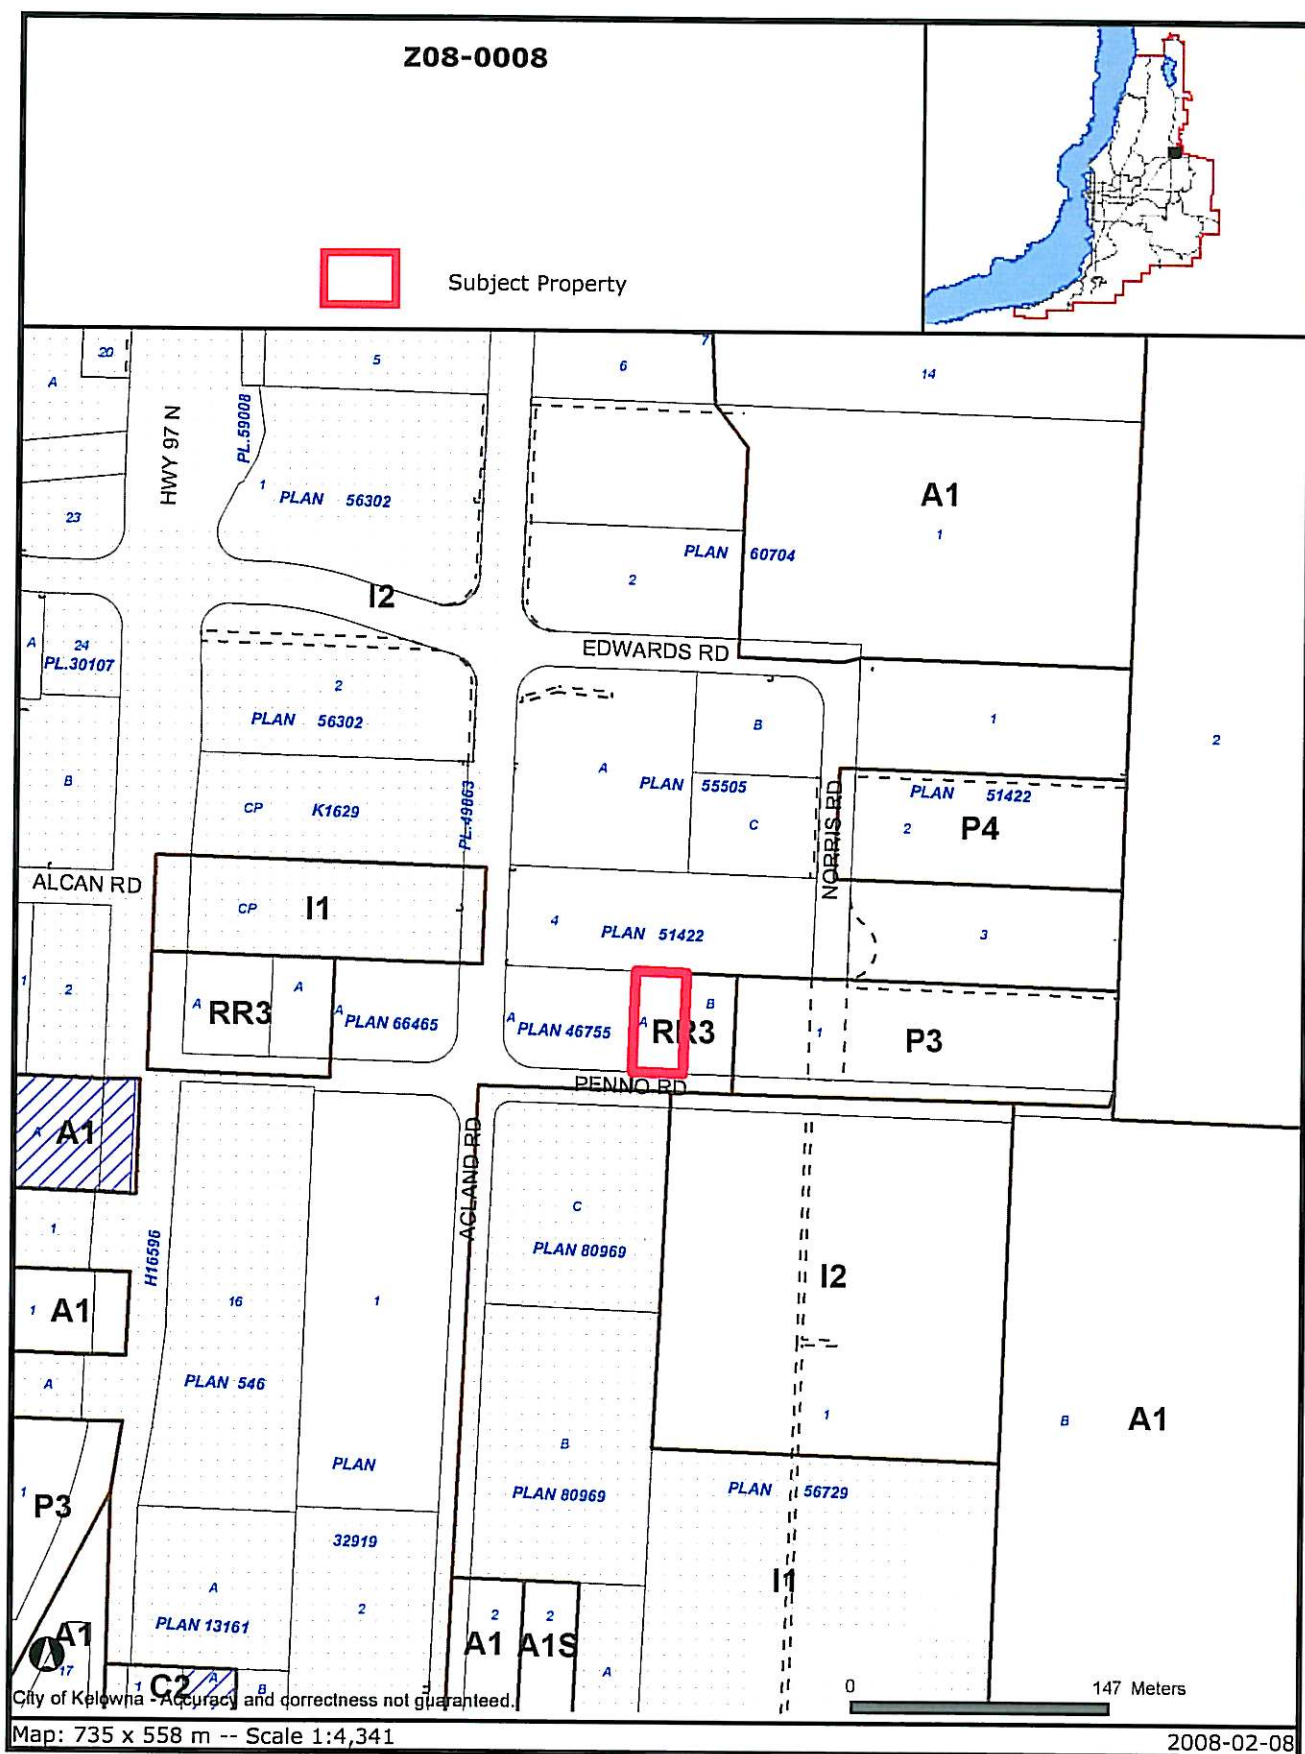 Z08-0008
Subject Property
20
5
7
6
14
A
HWY 97 N
PL.59008
A1
1
PLAN 56302
23
1
PLAN 60704
2
I2
A
24
PL.30107
EDWARDS RD
2
PLAN 56302
B
1
2
A
PLAN 55505
B
CP
K1629
PL.49863
C
NORRIS RD
PLAN 51422
2
P4
ALCAN RD
CP
I1
4
PLAN 51422
3
1
2
A
RR3
A
A
PLAN 66465
A
PLAN 46755
A
RR3
B
1
P3
PENNO RD
A
A1
AGLAND RD
1
H16596
C
PLAN 80969
I2
1
A1
16
1
A
PLAN 546
1
B
A1
PLAN
B
PLAN 80969
PLAN 56729
1
P3
32919
I1
A
PLAN 13161
2
2
2
A1
A1S
A
A1
17
1
C2
A
B
0
147 Meters
City of Kelowna - Accuracy and correctness not guaranteed.
Map: 735 x 558 m -- Scale 1:4,341
2008-02-08